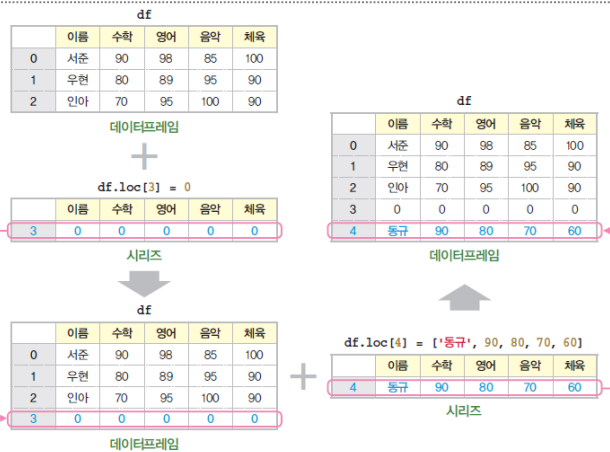 df
이름 수학 영어 음악 체육
0 서준 90 98 85 100
1 우현 80 89 95 90
2 인아 70 95 100 90
데이터프레임
+
df.loc[3] = 0
이름 수학 영어 음악 체육
3 0 0 0 0 0
시리즈
df
이름 수학 영어 음악 체육
0 서준 90 98 85 100
1 우현 80 89 95 90
2 인아 70 95 100 90
3 0 0 0 0 0
데이터프레임
+
df.loc[4] = ['동규', 90, 80, 70, 60]
이름 수학 영어 음악 체육
4 동규 90 80 70 60
시리즈
df
이름 수학 영어 음악 체육
0 서준 90 98 85 100
1 우현 80 89 95 90
2 인아 70 95 100 90
3 0 0 0 0 0
4 동규 90 80 70 60
데이터프레임